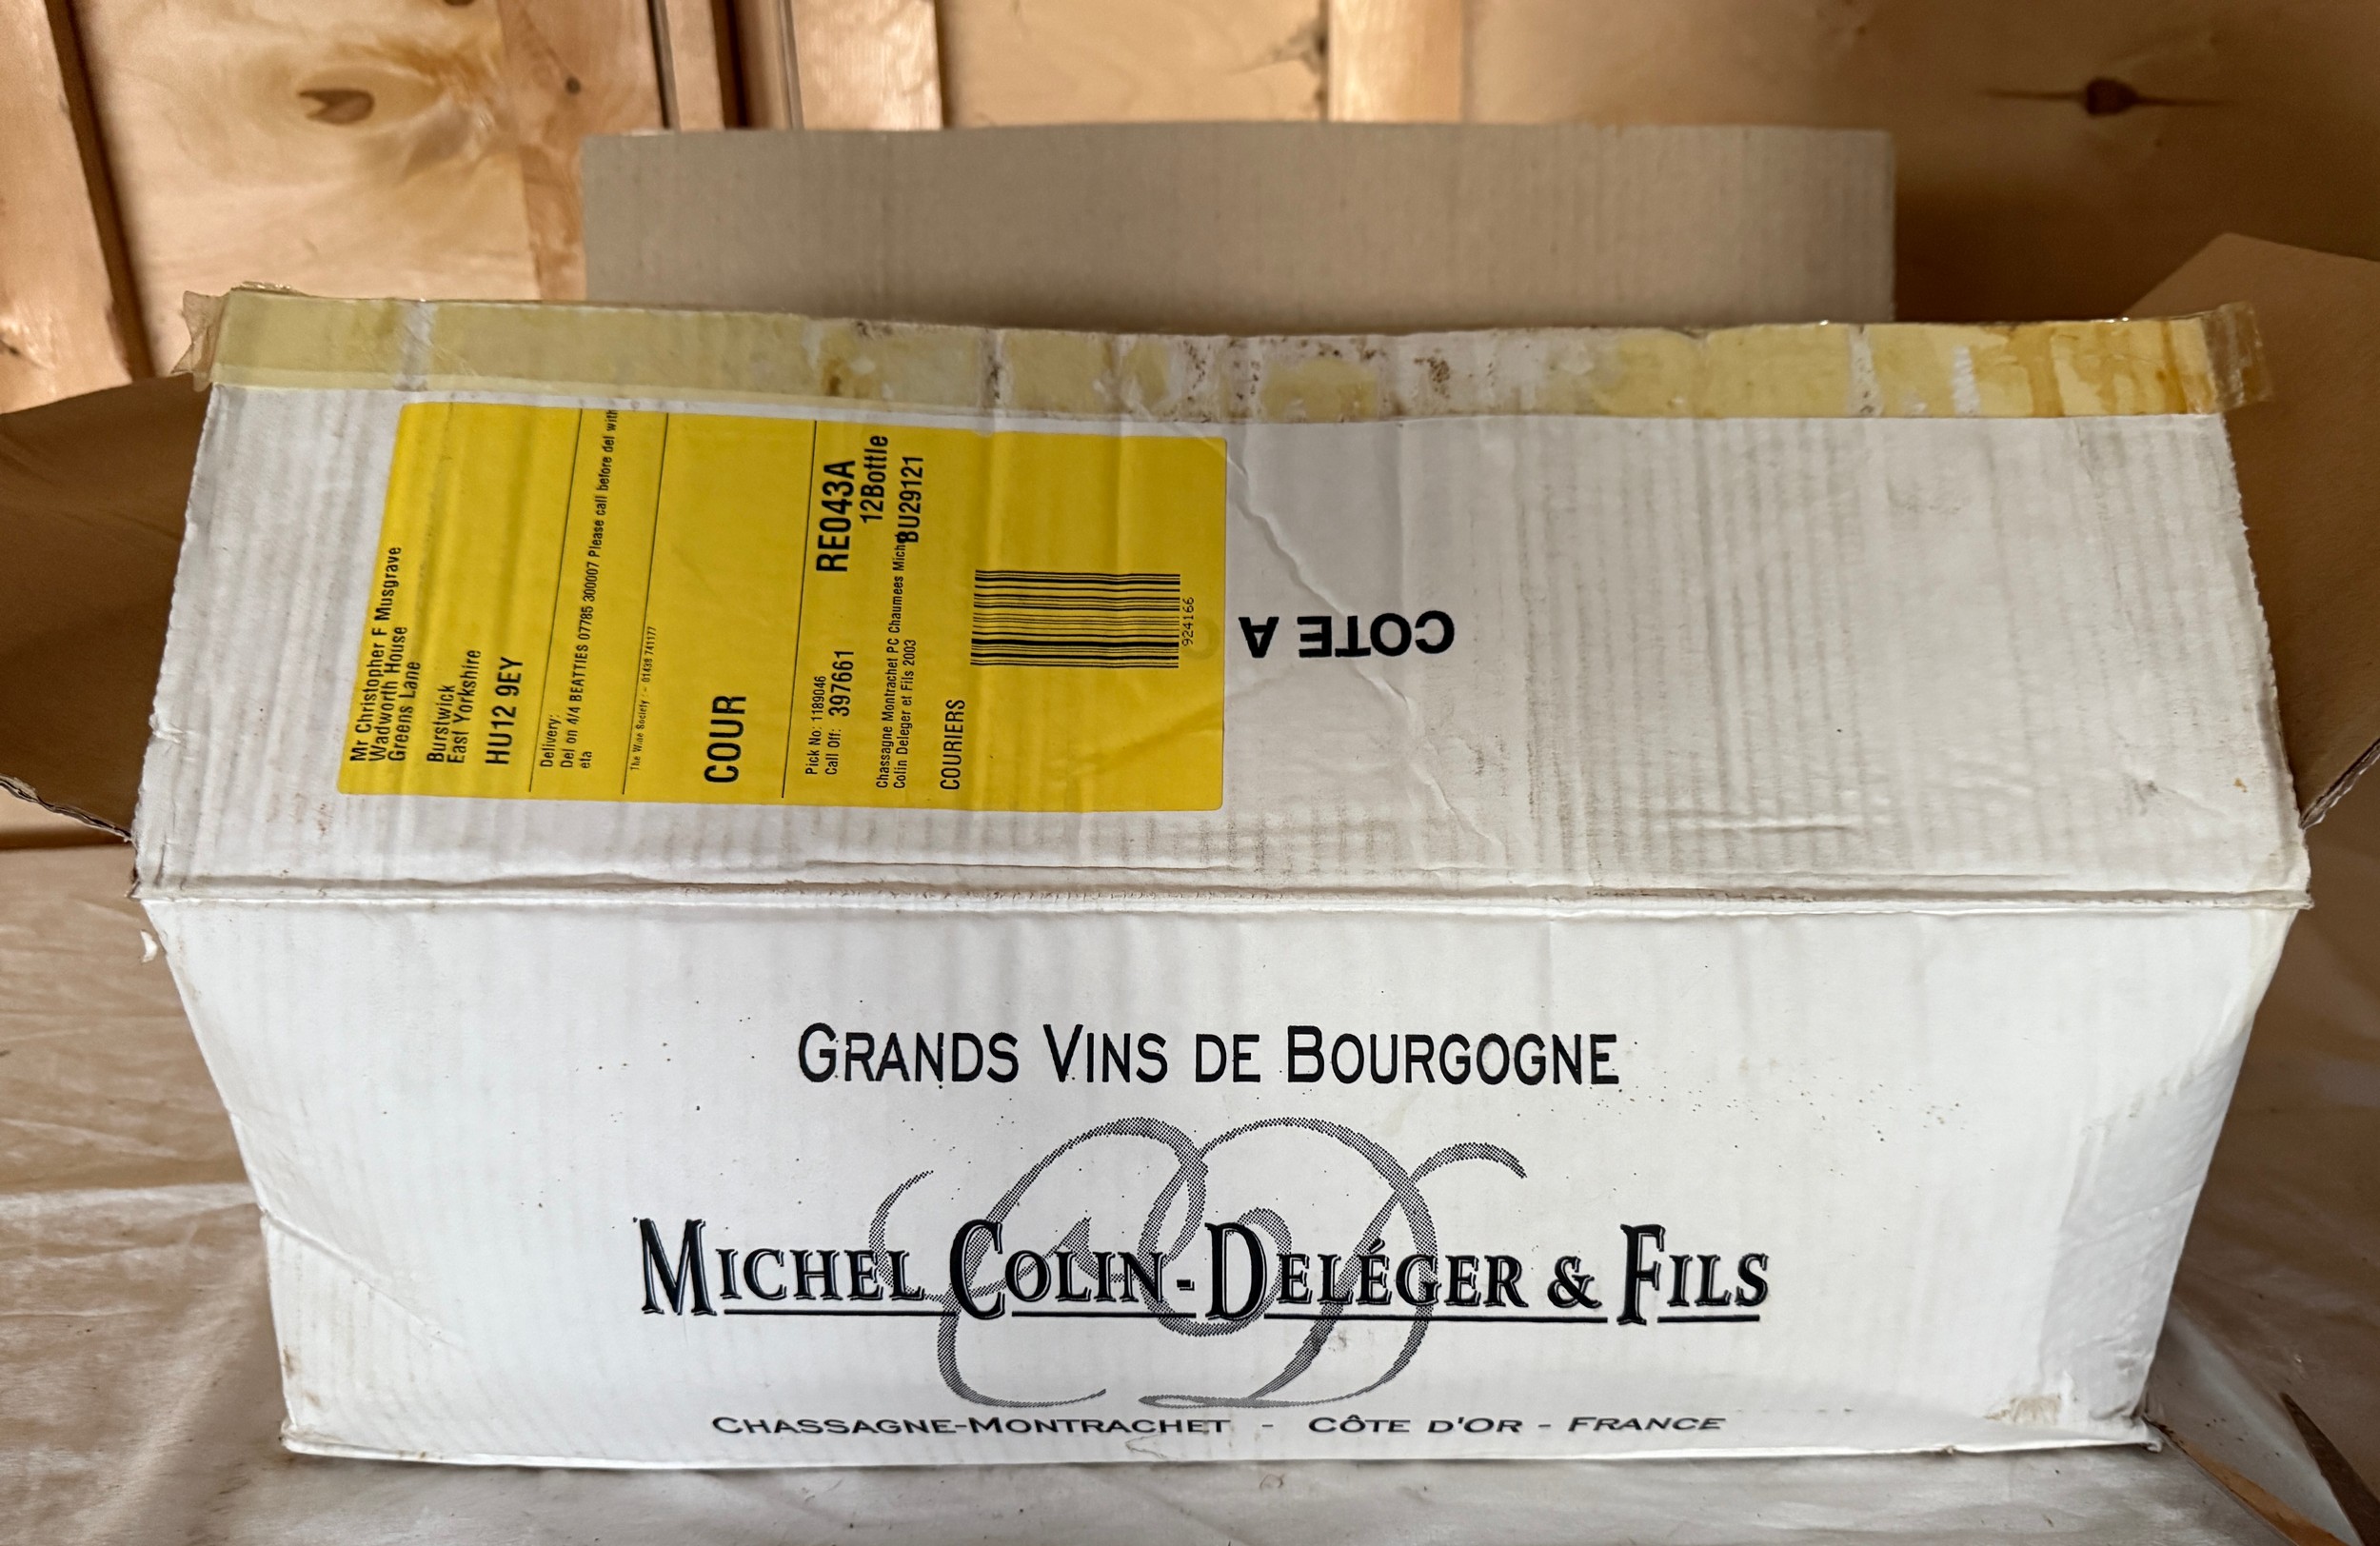 Mr Christopher F Musgrave
Wadworth House
Greens Lane
Burstwick
East Yorkshire
HU12 9EY
Delivery:
Del on 4/4 BEATTIES 07785 300007 Please call before del with
eta
The Wine Society :- 01438 741177
COUR
RE043A
Pick No: 1189046
Call Off: 397661
12Bottle
Chassagne Montrachet PC Chaumees Miche
Colin Deleger et Fils 2003
BU29121
COURIERS
924166
COTE A
GRANDS VINS DE BOURGOGNE
MICHEL COLIN-DELÉGER & FILS
CHASSAGNE-MONTRACHET - CÔTE D'OR - FRANCE